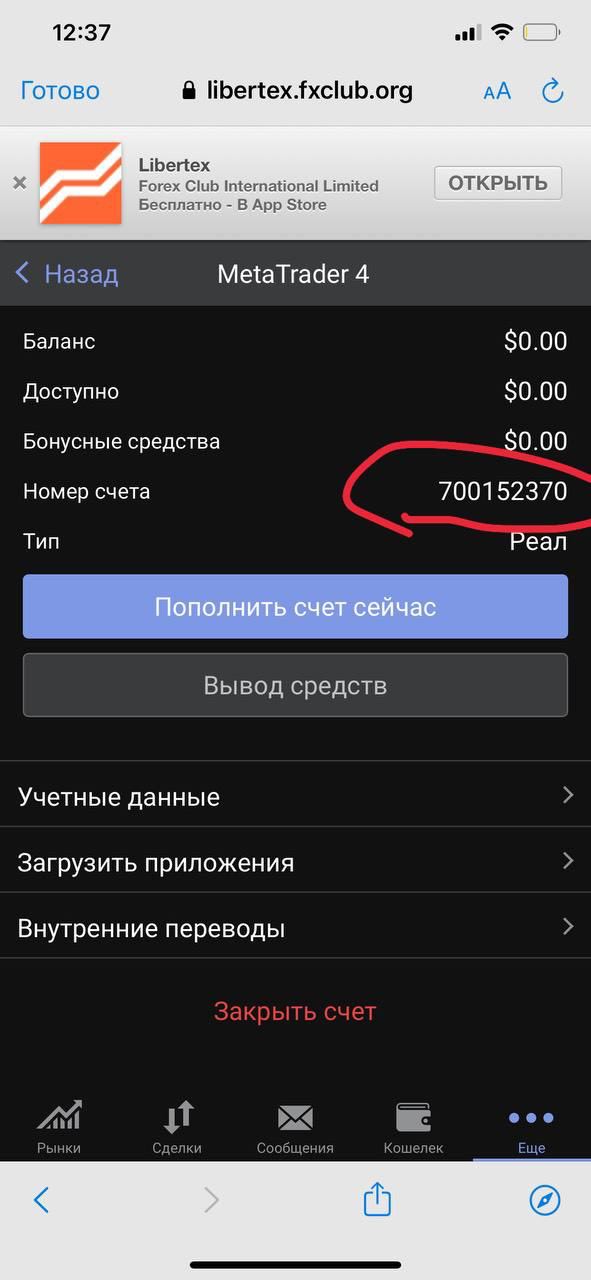 12:37
Готово
libertex.fxclub.org
AA
Libertex
Forex Club International Limited
Бесплатно - В App Store
ОТКРЫТЬ
Назад
MetaTrader 4
Баланс $0.00
Доступно $0.00
Бонусные средства $0.00
Номер счета 700152370
Тип Реал
Пополнить счет сейчас
Вывод средств
Учетные данные
Загрузить приложения
Внутренние переводы
Закрыть счет
Рынки Сделки Сообщения Кошелек Еще